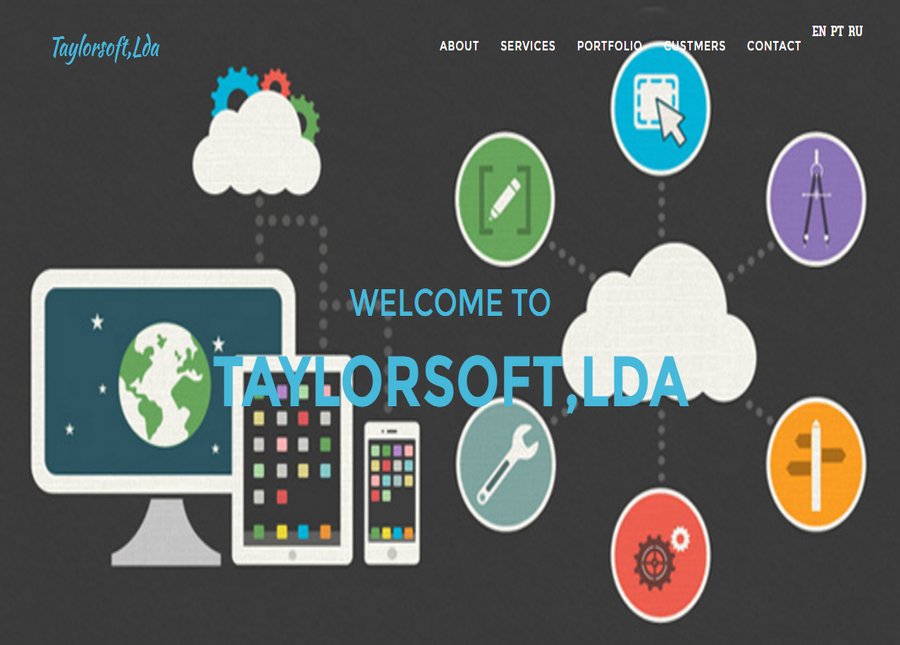 Taylorsoft,Lda
ABOUT SERVICES PORTFOLIO CUSTMERS CONTACT
EN PT RU
WELCOME TO
TAYLORSOFT,LDA